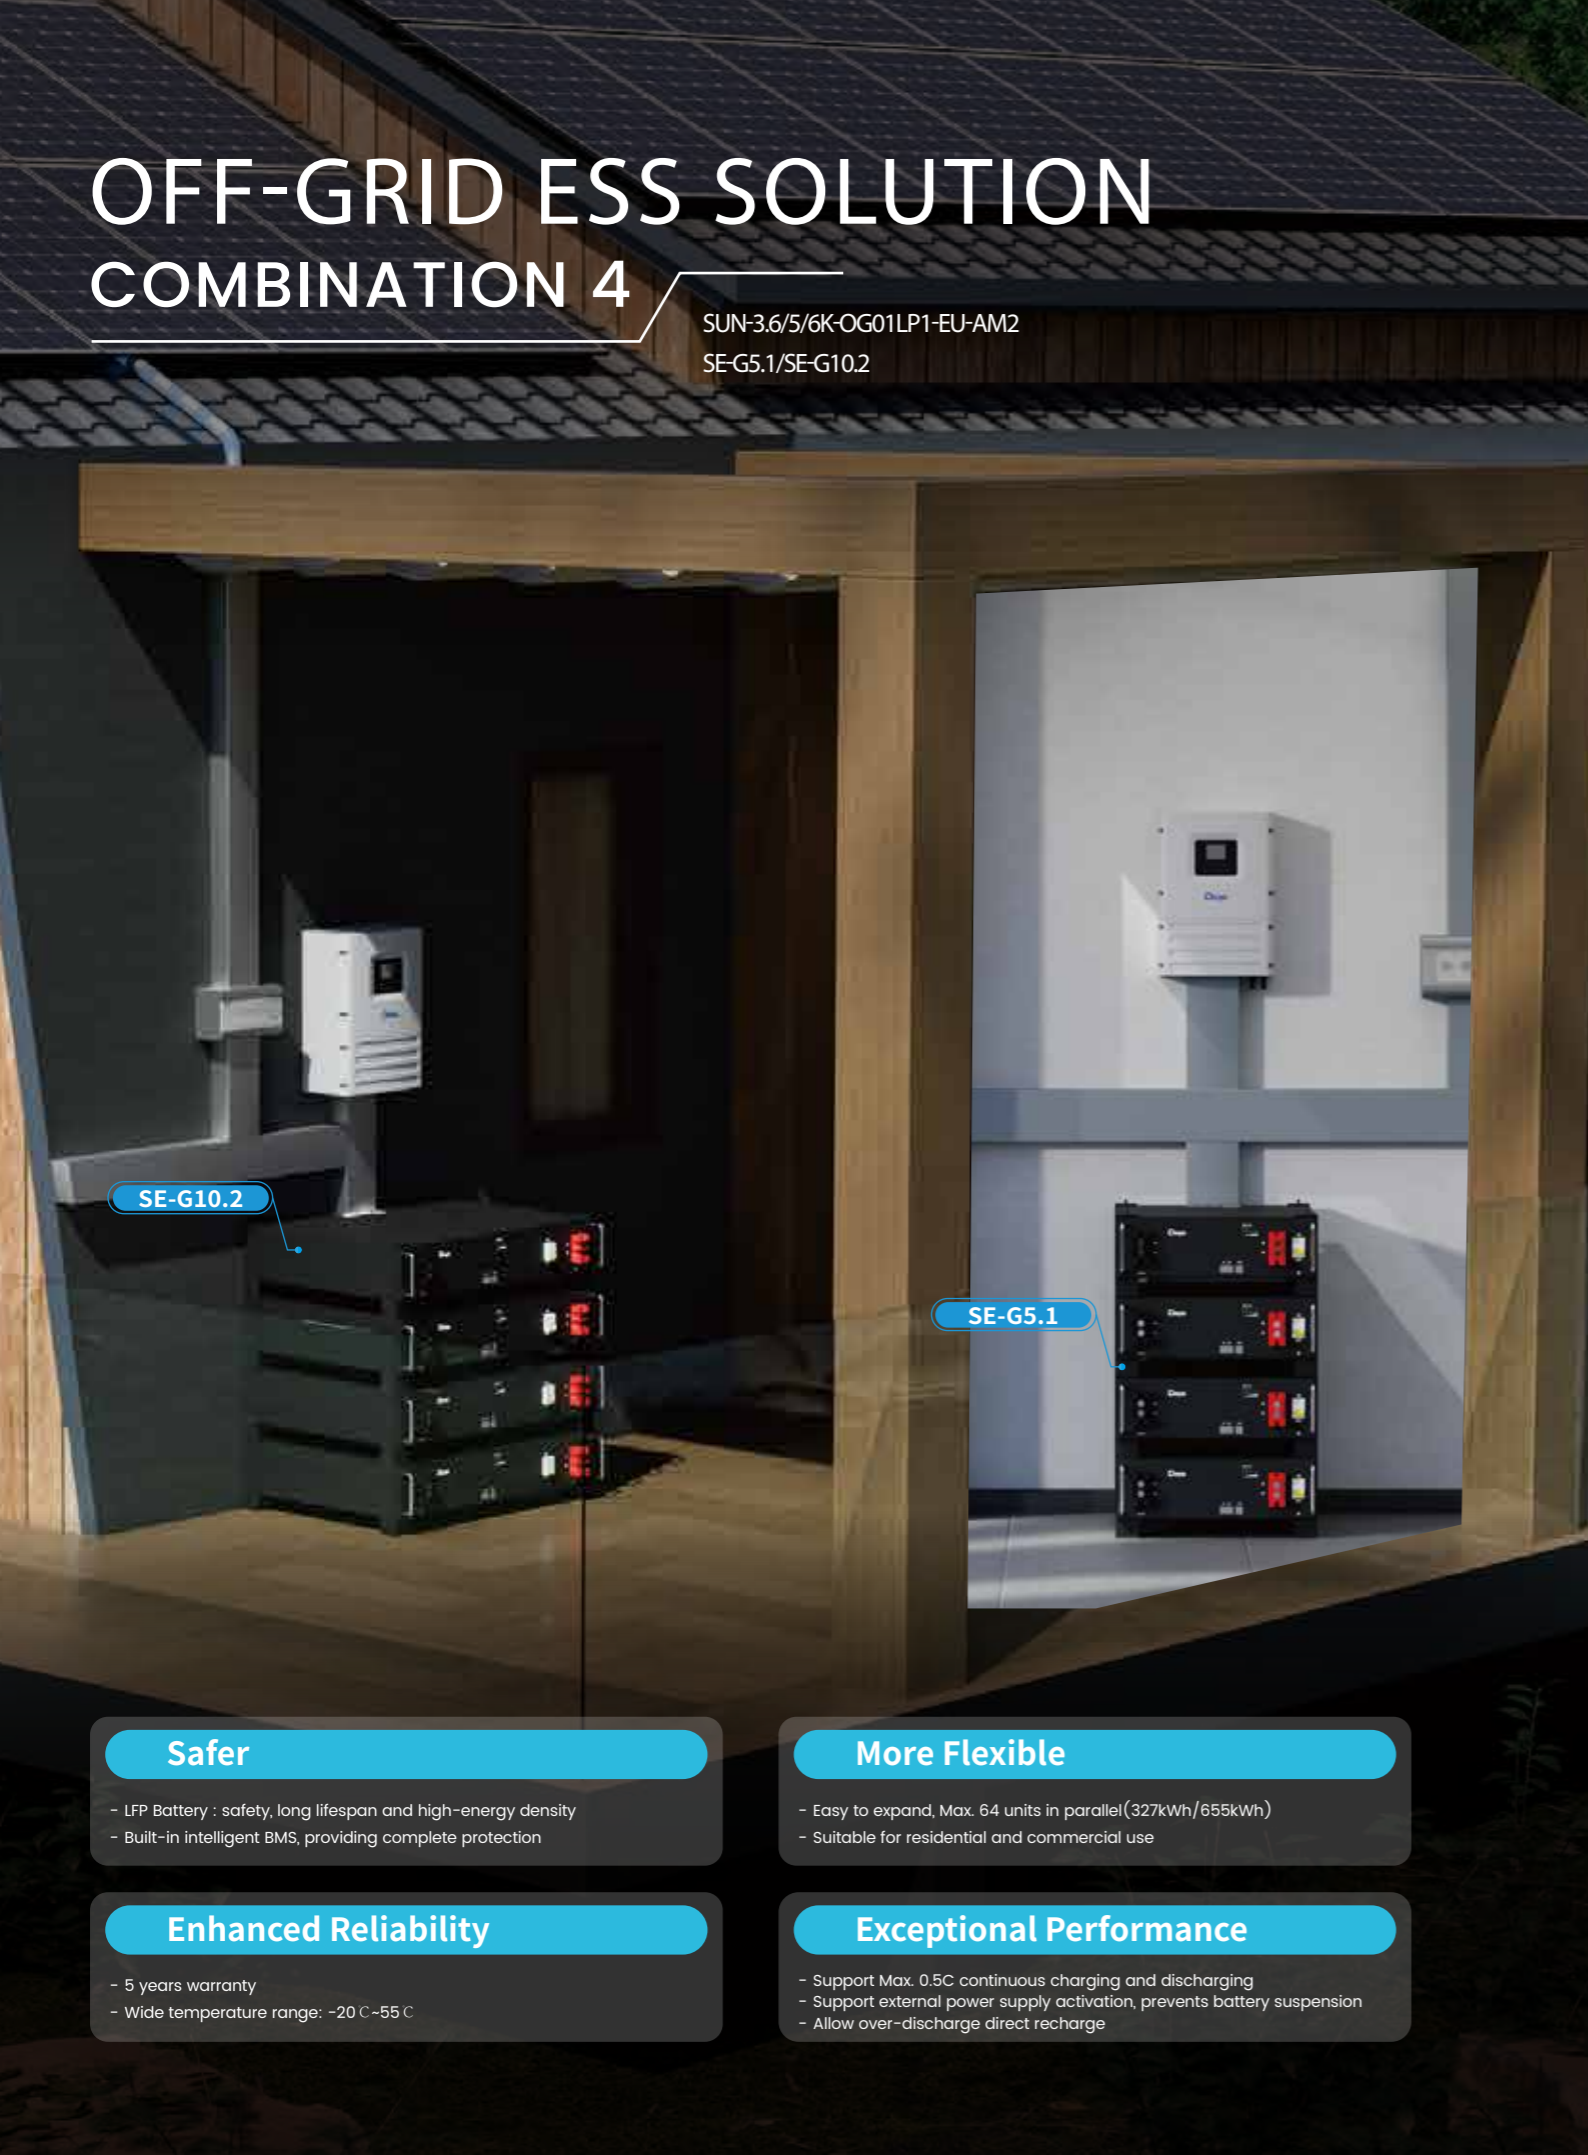 OFF-GRID ESS SOLUTION
COMBINATION 4
SUN-3.6/5/6K-OG01LP1-EU-AM2
SE-G5.1/SE-G10.2
SE-G10.2
SE-G5.1
Safer
- LFP Battery : safety, long lifespan and high-energy density
- Built-in intelligent BMS, providing complete protection
More Flexible
- Easy to expand, Max. 64 units in parallel(327kWh/655kWh)
- Suitable for residential and commercial use
Enhanced Reliability
- 5 years warranty
- Wide temperature range: -20℃~55℃
Exceptional Performance
- Support Max. 0.5C continuous charging and discharging
- Support external power supply activation, prevents battery suspension
- Allow over-discharge direct recharge